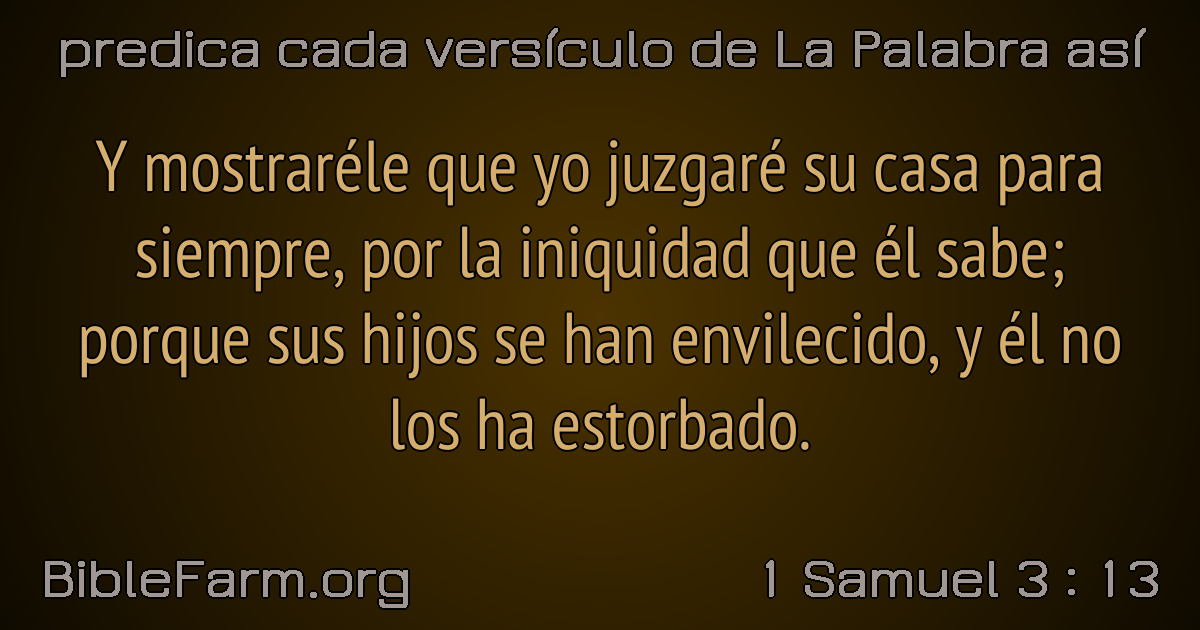 predica cada versículo de La Palabra así
Y mostraréle que yo juzgaré su casa para
siempre, por la iniquidad que él sabe;
porque sus hijos se han envilecido, y él no
los ha estorbado.
BibleFarm.org
1 Samuel 3 : 13